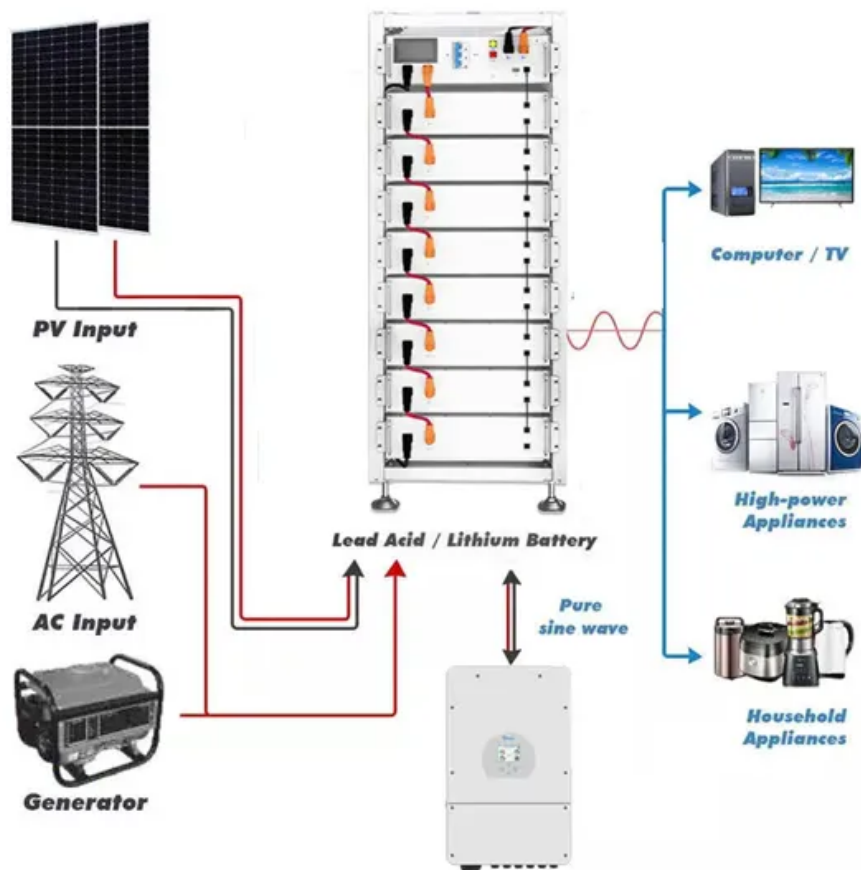 PV Input
AC Input
Generator
Lead Acid / Lithium Battery
Pure
sine wave
Computer / TV
High-power
Appliances
Household
Appliances